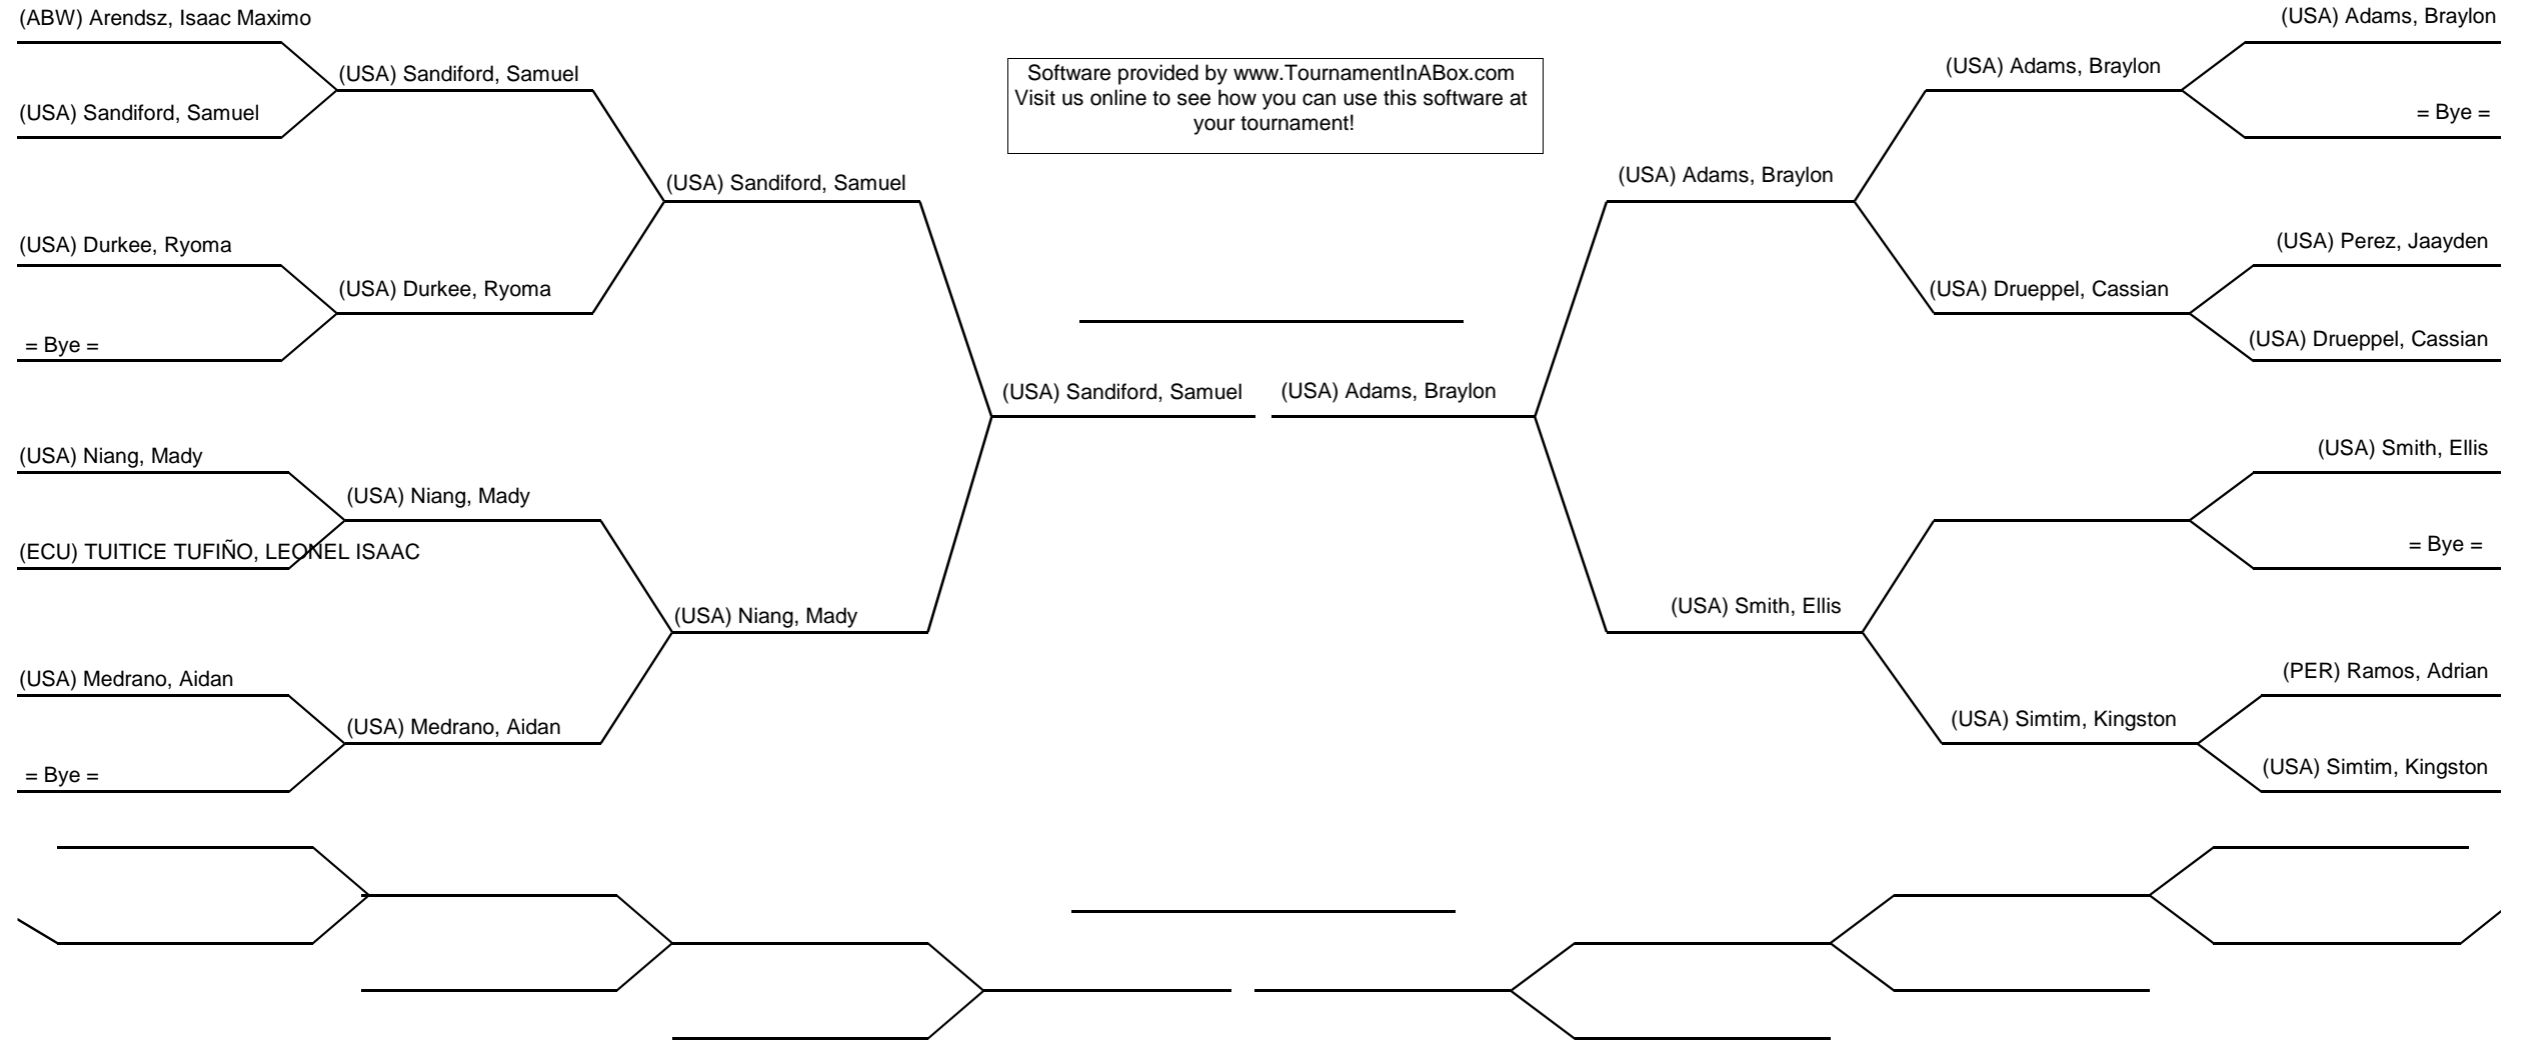 (ABW) Arendsz, Isaac Maximo
(USA) Sandiford, Samuel
(USA) Sandiford, Samuel
(USA) Durkee, Ryoma
= Bye =
(USA) Durkee, Ryoma
(USA) Sandiford, Samuel
(USA) Niang, Mady
(ECU) TUITICE TUFIÑO, LEONEL ISAAC
(USA) Niang, Mady
(USA) Medrano, Aidan
= Bye =
(USA) Medrano, Aidan
(USA) Niang, Mady
(USA) Sandiford, Samuel
Software provided by www.TournamentInABox.com
Visit us online to see how you can use this software at
your tournament!
(USA) Adams, Braylon
(USA) Adams, Braylon
(USA) Adams, Braylon
(USA) Adams, Braylon
= Bye =
(USA) Drueppel, Cassian
(USA) Perez, Jaayden
(USA) Drueppel, Cassian
(USA) Smith, Ellis
(USA) Smith, Ellis
= Bye =
(USA) Simtim, Kingston
(PER) Ramos, Adrian
(USA) Simtim, Kingston